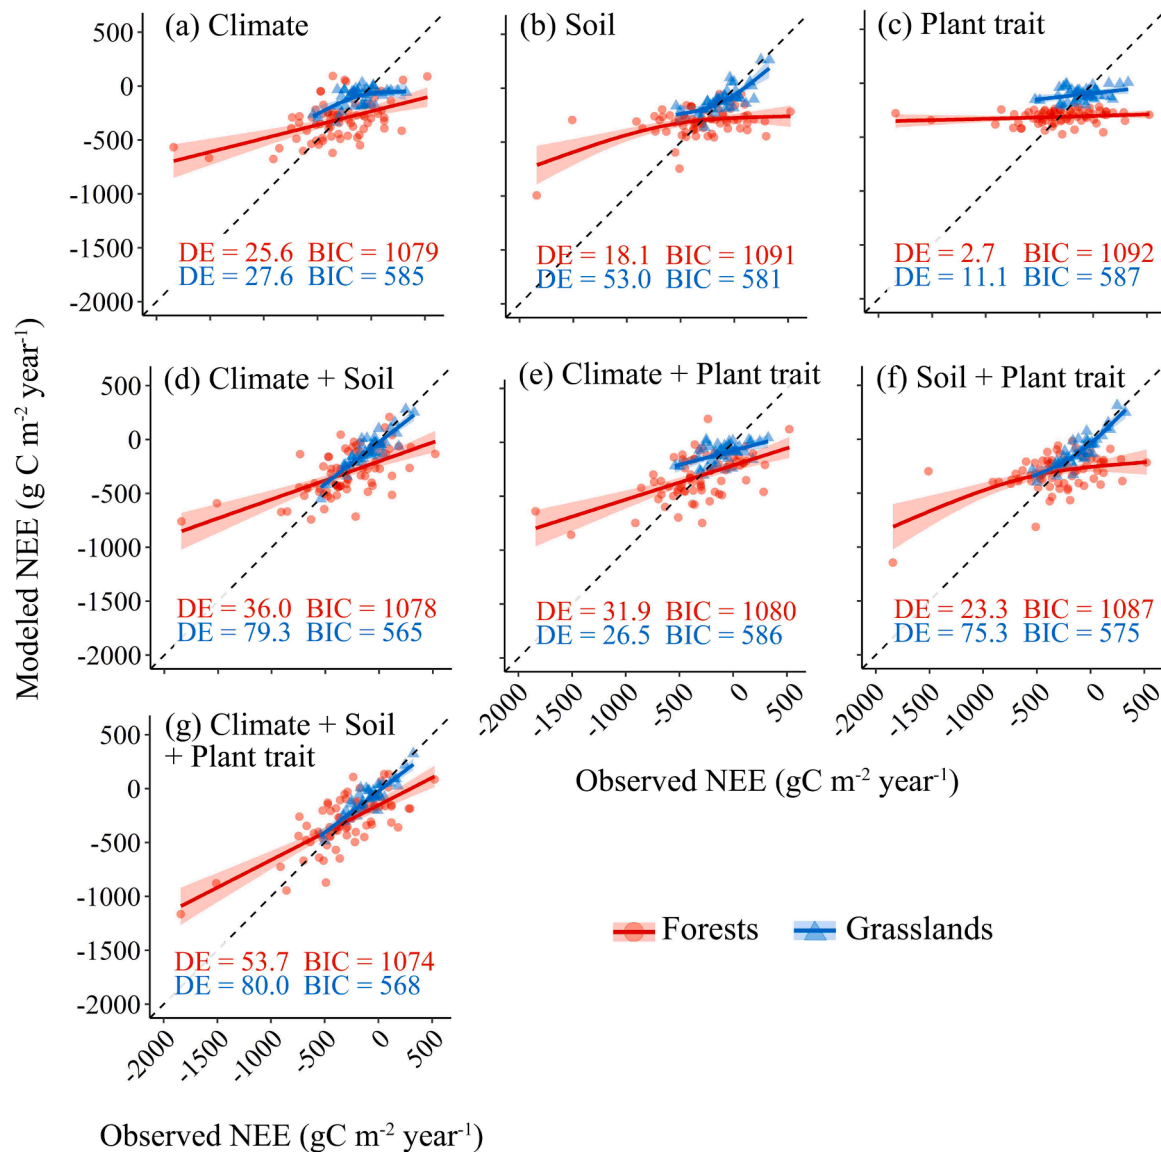 (a) Climate
500
0
-500
-1000
-1500
-2000
DE = 25.6 BIC = 1079
DE = 27.6 BIC = 585
(b) Soil
DE = 18.1 BIC = 1091
DE = 53.0 BIC = 581
(c) Plant trait
DE = 2.7 BIC = 1092
DE = 11.1 BIC = 587
Modeled NEE (g C m⁻² year⁻¹)
(d) Climate + Soil
500
0
-500
-1000
-1500
-2000
DE = 36.0 BIC = 1078
DE = 79.3 BIC = 565
(e) Climate + Plant trait
DE = 31.9 BIC = 1080
DE = 26.5 BIC = 586
-2000 -1500 -1000 -500 0 500
(f) Soil + Plant trait
DE = 23.3 BIC = 1087
DE = 75.3 BIC = 575
-2000 -1500 -1000 -500 0 500
Observed NEE (gC m⁻² year⁻¹)
(g) Climate + Soil
+ Plant trait
500
0
-500
-1000
-1500
-2000
DE = 53.7 BIC = 1074
DE = 80.0 BIC = 568
-2000 -1500 -1000 -500 0 500
Observed NEE (gC m⁻² year⁻¹)
Forests Grasslands